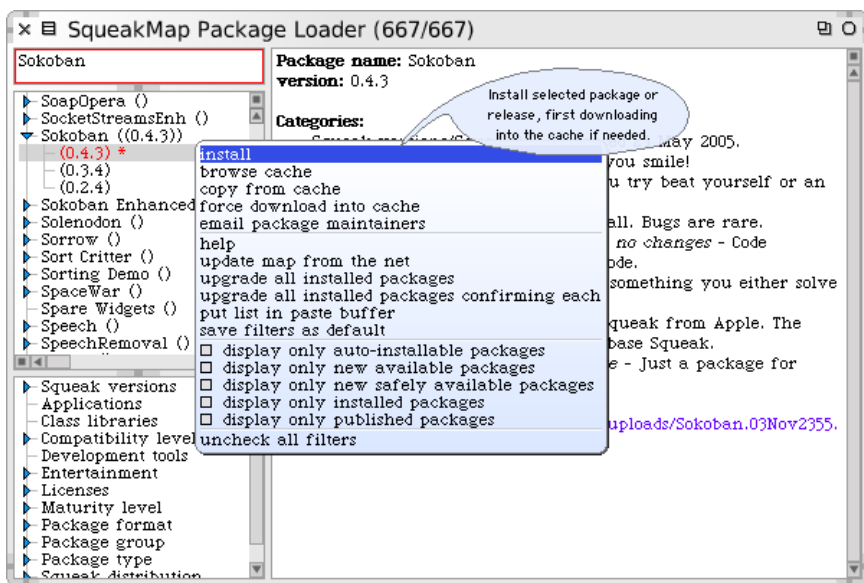 SqueakMap Package Loader (667/667)
Sokoban
SoapOpera ()
SocketStreamsEnh ()
Sokoban ((0.4.3))
(0.4.3) *
(0.3.4)
(0.2.4)
Sokoban Enhanced
Solenodon ()
Sorrow ()
Sort Critter ()
Sorting Demo ()
SpaceWar ()
Spare Widgets ()
Speech ()
SpeechRemoval ()
Squeak versions
Applications
Class libraries
Compatibility level
Development tools
Entertainment
Licenses
Maturity level
Package format
Package group
Package type
Squeak distribution
Package name: Sokoban
version: 0.4.3
Categories:
May 2005.
you smile!
u try beat yourself or an
all. Bugs are rare.
no changes - Code
ode.
something you either solve
queak from Apple. The
base Squeak.
e - Just a package for
uploads/Sokoban.03Nov2355.
Install selected package or
release, first downloading
into the cache if needed.
install
browse cache
copy from cache
force download into cache
email package maintainers
help
update map from the net
upgrade all installed packages
upgrade all installed packages confirming each
put list in paste buffer
save filters as default
display only auto-installable packages
display only new available packages
display only new safely available packages
display only installed packages
display only published packages
uncheck all filters